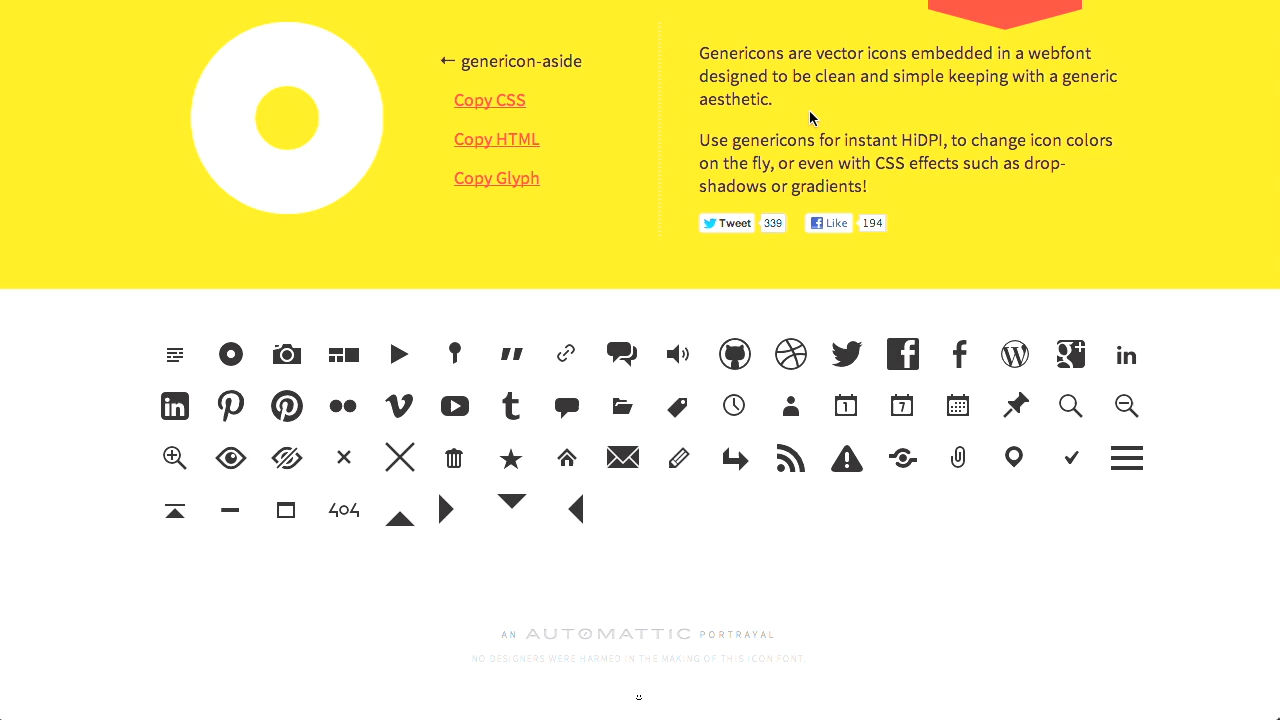 ← genericon-aside
Copy CSS
Copy HTML
Copy Glyph
Genericons are vector icons embedded in a webfont
designed to be clean and simple keeping with a generic
aesthetic.
Use genericons for instant HiDPI, to change icon colors
on the fly, or even with CSS effects such as drop-
shadows or gradients!
Tweet 339 Like 194
1 7
404
AN AUTOMATTIC PORTRAYAL
NO DESIGNERS WERE HARMED IN THE MAKING OF THIS ICON FONT.